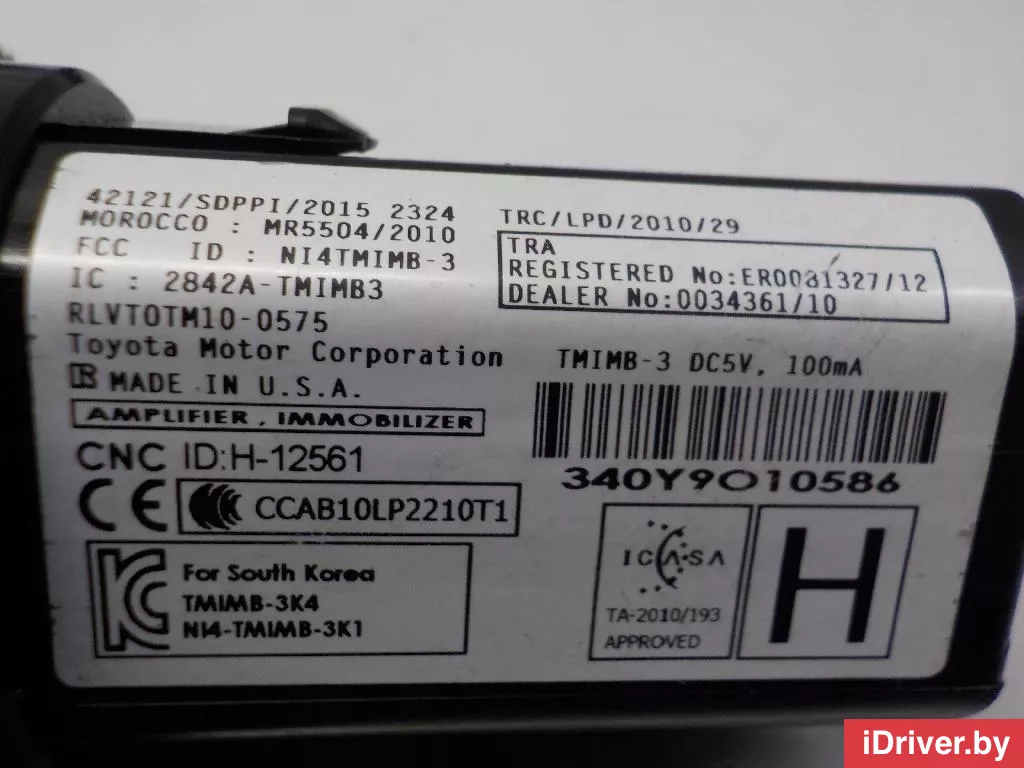 42121/SDPPI/2015 2324
MOROCCO : MR5504/2010
FCC ID : NI4TMIMB-3
IC : 2842A-TMIMB3
RLVTOTM10-0575
Toyota Motor Corporation
R MADE IN U.S.A.
AMPLIFIER, IMMOBILIZER
CNC ID:H-12561
CE CCAB10LP2210T1
For South Korea
TMIMB-3K4
NI4-TMIMB-3K1
TRC/LPD/2010/29
TRA
REGISTERED No:ER0081327/12
DEALER No:0034361/10
TMIMB-3 DC5V, 100mA
340Y9O10586
ICASA
TA-2010/193
APPROVED
H
iDriver.by